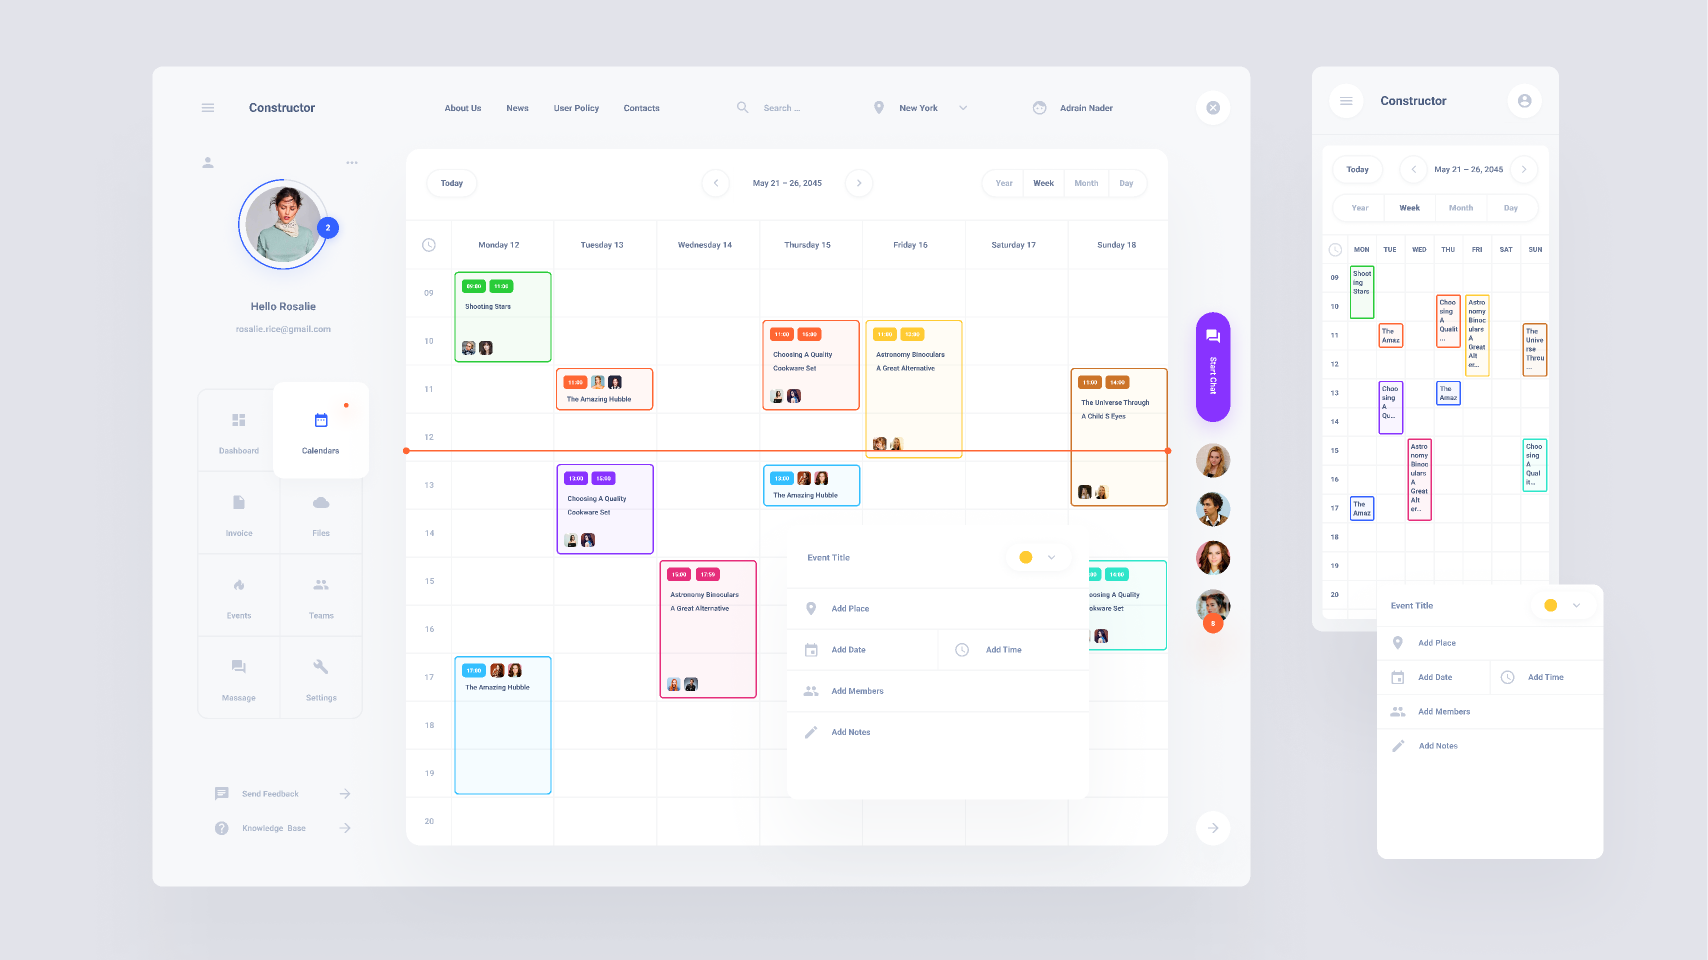 Constructor
About Us
News
User Policy
Contacts
Search ...
New York
Adrain Nader
2
Hello Rosalie
rosalie.rice@gmail.com
Dashboard
Calendars
Invoice
Files
Events
Teams
Massage
Settings
Send Feedback
Knowledge Base
Today
May 21 – 26, 2045
Year
Week
Month
Day
Monday 12
Tuesday 13
Wednesday 14
Thursday 15
Friday 16
Saturday 17
Sunday 18
09
10
11
12
13
14
15
16
17
18
19
20
09:00
11:00
Shooting Stars
17:00
The Amazing Hubble
11:00
The Amazing Hubble
13:00
15:00
Choosing A Quality
Cookware Set
15:00
17:59
Astronomy Binoculars
A Great Alternative
11:00
Choosing A Quality
Cookware Set
13:00
The Amazing Hubble
11:00
Astronomy Binoculars
A Great Alternative
11:00
14:00
The Universe Through
A Child S Eyes
:00
14:00
oosing A Quality
okware Set
Event Title
Add Place
Add Date
Add Time
Add Members
Add Notes
Start Chat
8
Constructor
Today
May 21 – 26, 2045
Year
Week
Month
Day
MON
TUE
WED
THU
FRI
SAT
SUN
09
10
11
12
13
14
15
16
17
18
19
20
Shoot
ing
Stars
The
Amaz
The
Amaz
Choo
sing
A
Qu...
Astro
nomy
Binoc
ulars
A
Great
Alt
er...
Choo
sing
A
Qualit
...
The
Amaz
Astro
nomy
Binoc
ulars
A
Great
Alt
er...
The
Unive
rse
Throu
...
Choo
sing
A
Qual
it...
Event Title
Add Place
Add Date
Add Time
Add Members
Add Notes